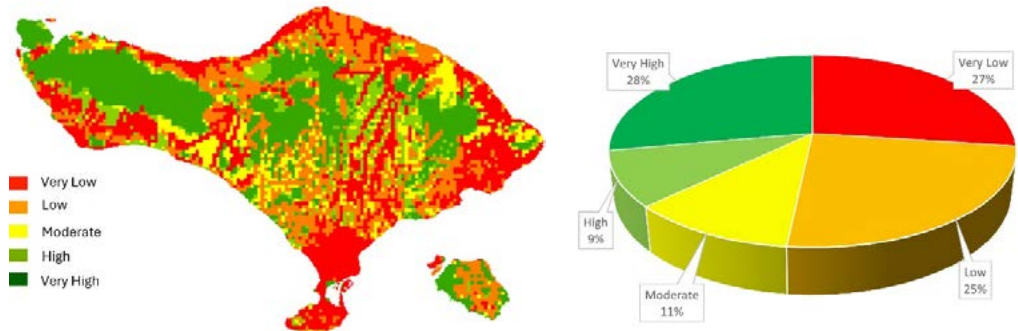 Very Low
Low
Moderate
High
Very High
Very High
28%
Very Low
27%
High
9%
Moderate
11%
Low
25%